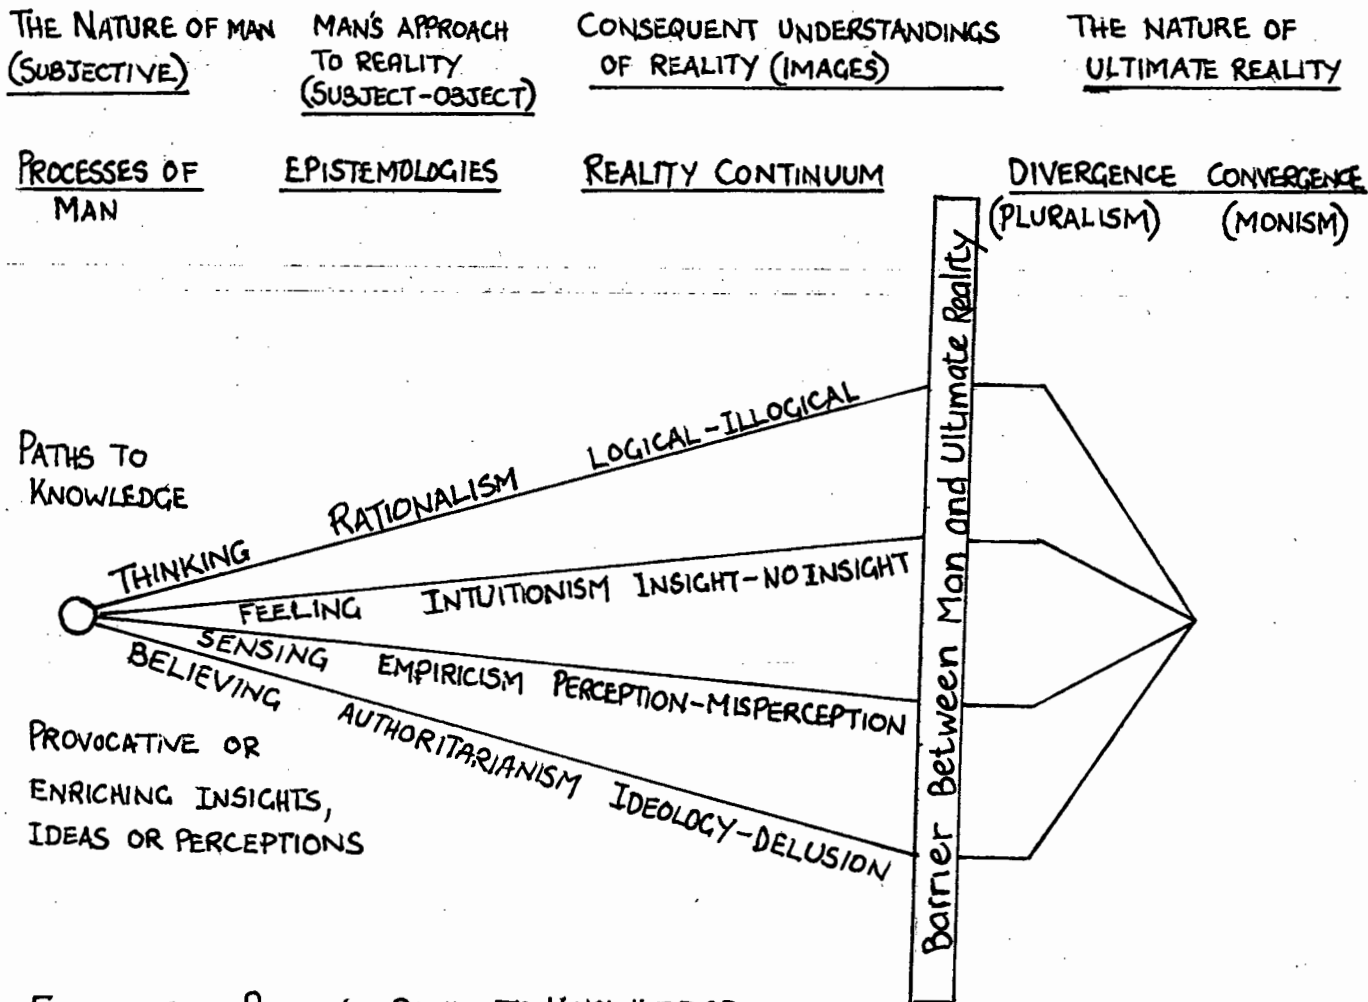 THE NATURE OF MAN
(SUBJECTIVE)
MAN'S APPROACH
TO REALITY
(SUBJECT-OBJECT)
CONSEQUENT UNDERSTANDINGS
OF REALITY (IMAGES)
THE NATURE OF
ULTIMATE REALITY
PROCESSES OF
MAN
EPISTEMOLOGIES
REALITY CONTINUUM
DIVERGENCE CONVERGENCE
(PLURALISM) (MONISM)
PATHS TO
KNOWLEDGE
THINKING RATIONALISM LOGICAL-ILLOGICAL
FEELING INTUITIONISM INSIGHT-NO INSIGHT
SENSING EMPIRICISM PERCEPTION-MISPERCEPTION
BELIEVING AUTHORITARIANISM IDEOLOGY-DELUSION
Barrier Between Man and Ultimate Reality
PROVOCATIVE OR
ENRICHING INSIGHTS,
IDEAS OR PERCEPTIONS